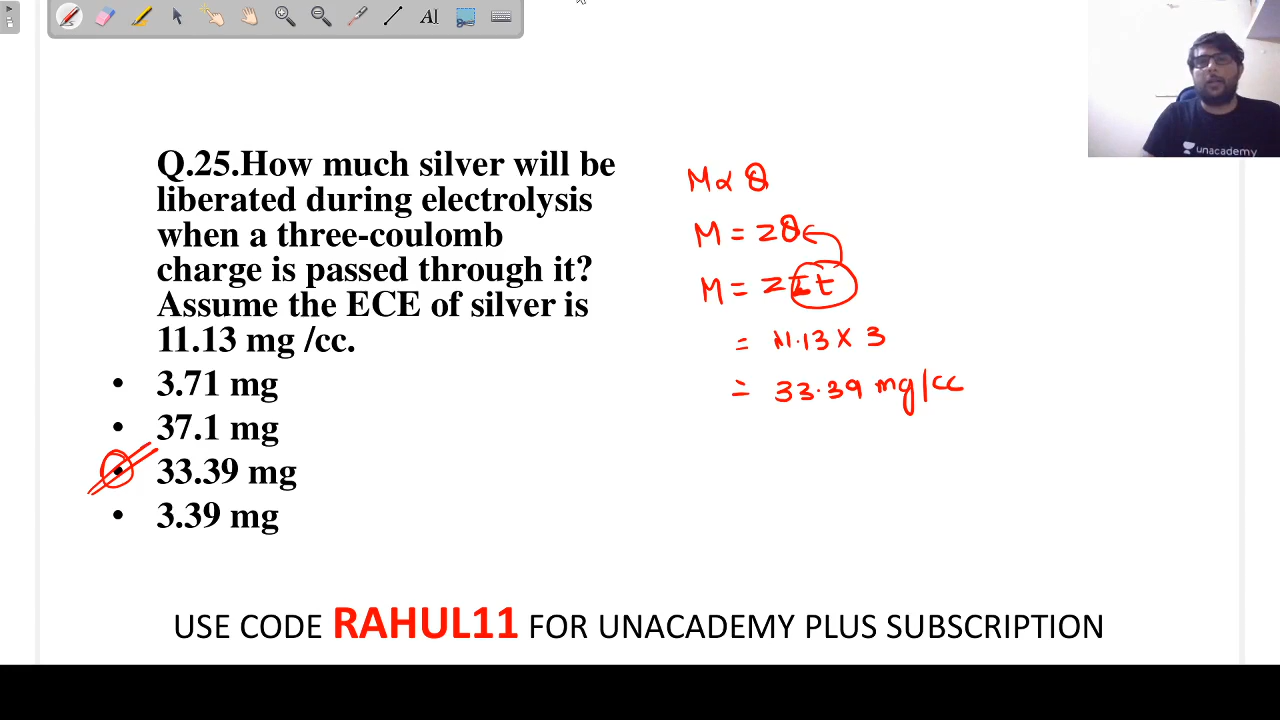 AI
unacademy
Q.25.How much silver will be
liberated during electrolysis
when a three-coulomb
charge is passed through it?
Assume the ECE of silver is
11.13 mg /cc.
• 3.71 mg
• 37.1 mg
• 33.39 mg
• 3.39 mg
M α Q
M = ZQ
M = ZIt
= 11.13 x 3
= 33.39 mg/cc
USE CODE RAHUL11 FOR UNACADEMY PLUS SUBSCRIPTION